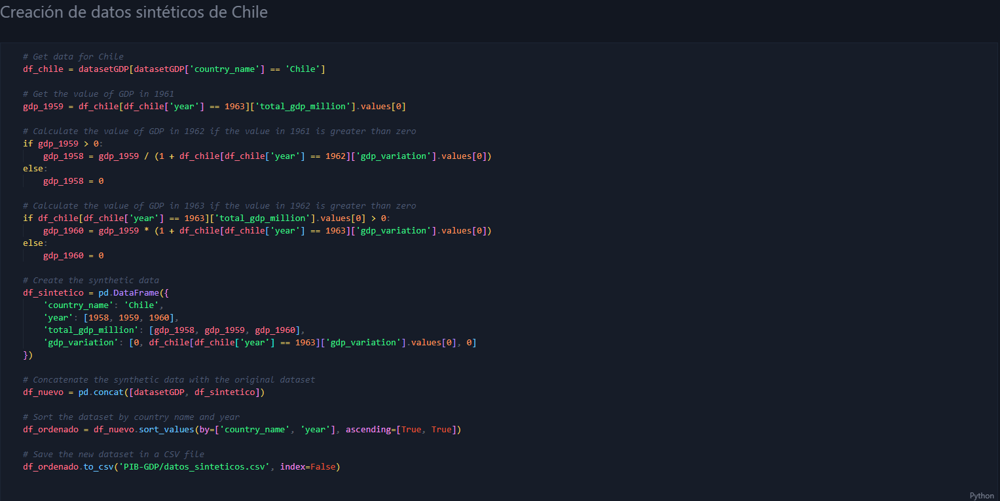 Creación de datos sintéticos de Chile
# Get data for Chile
df_chile = datasetGDP[datasetGDP['country_name'] == 'Chile']
# Get the value of GDP in 1961
gdp_1959 = df_chile[df_chile['year'] == 1963]['total_gdp_million'].values[0]
# Calculate the value of GDP in 1962 if the value in 1961 is greater than zero
if gdp_1959 > 0:
    gdp_1958 = gdp_1959 / (1 + df_chile[df_chile['year'] == 1962]['gdp_variation'].values[0])
else:
    gdp_1958 = 0
# Calculate the value of GDP in 1963 if the value in 1962 is greater than zero
if df_chile[df_chile['year'] == 1963]['total_gdp_million'].values[0] > 0:
    gdp_1960 = gdp_1959 * (1 + df_chile[df_chile['year'] == 1963]['gdp_variation'].values[0])
else:
    gdp_1960 = 0
# Create the synthetic data
df_sintetico = pd.DataFrame({
    'country_name': 'Chile',
    'year': [1958, 1959, 1960],
    'total_gdp_million': [gdp_1958, gdp_1959, gdp_1960],
    'gdp_variation': [0, df_chile[df_chile['year'] == 1963]['gdp_variation'].values[0], 0]
})
# Concatenate the synthetic data with the original dataset
df_nuevo = pd.concat([datasetGDP, df_sintetico])
# Sort the dataset by country name and year
df_ordenado = df_nuevo.sort_values(by=['country_name', 'year'], ascending=[True, True])
# Save the new dataset in a CSV file
df_ordenado.to_csv('PIB-GDP/datos_sinteticos.csv', index=False)
Python